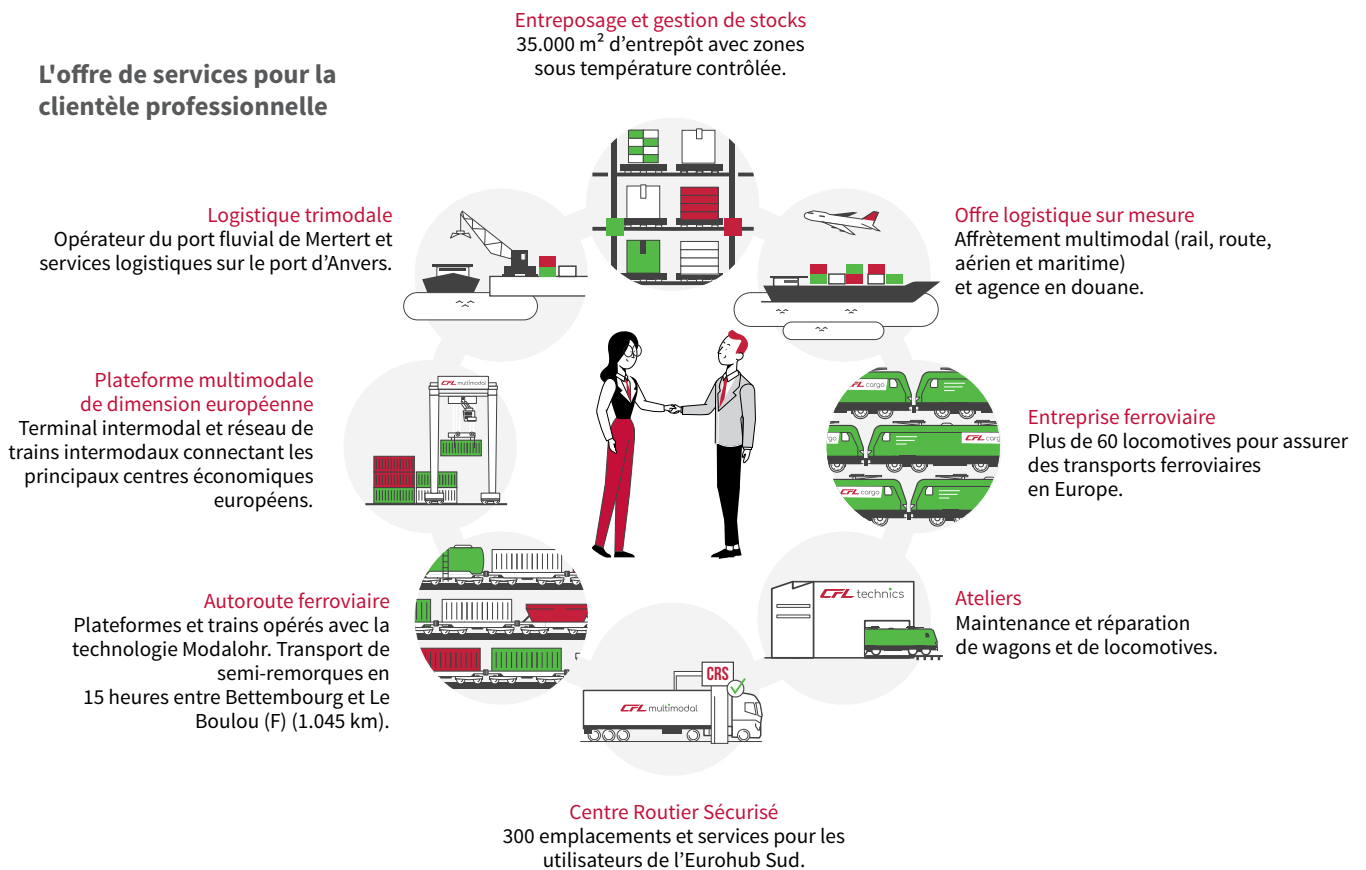 L'offre de services pour la
clientèle professionnelle
Entreposage et gestion de stocks
35.000 m² d’entrepôt avec zones
sous température contrôlée.
Logistique trimodale
Opérateur du port fluvial de Mertert et
services logistiques sur le port d’Anvers.
Offre logistique sur mesure
Affrètement multimodal (rail, route,
aérien et maritime)
et agence en douane.
Plateforme multimodale
de dimension européenne
Terminal intermodal et réseau de
trains intermodaux connectant les
principaux centres économiques
européens.
CFL multimodal
FL cargo
CFL carg
go
CFL cargo
Entreprise ferroviaire
Plus de 60 locomotives pour assurer
des transports ferroviaires
en Europe.
Autoroute ferroviaire
Plateformes et trains opérés avec la
technologie Modalohr. Transport de
semi-remorques en
15 heures entre Bettembourg et Le
Boulou (F) (1.045 km).
CFL technics
Ateliers
Maintenance et réparation
de wagons et de locomotives.
CRS
CFL multimodal
Centre Routier Sécurisé
300 emplacements et services pour les
utilisateurs de l’Eurohub Sud.